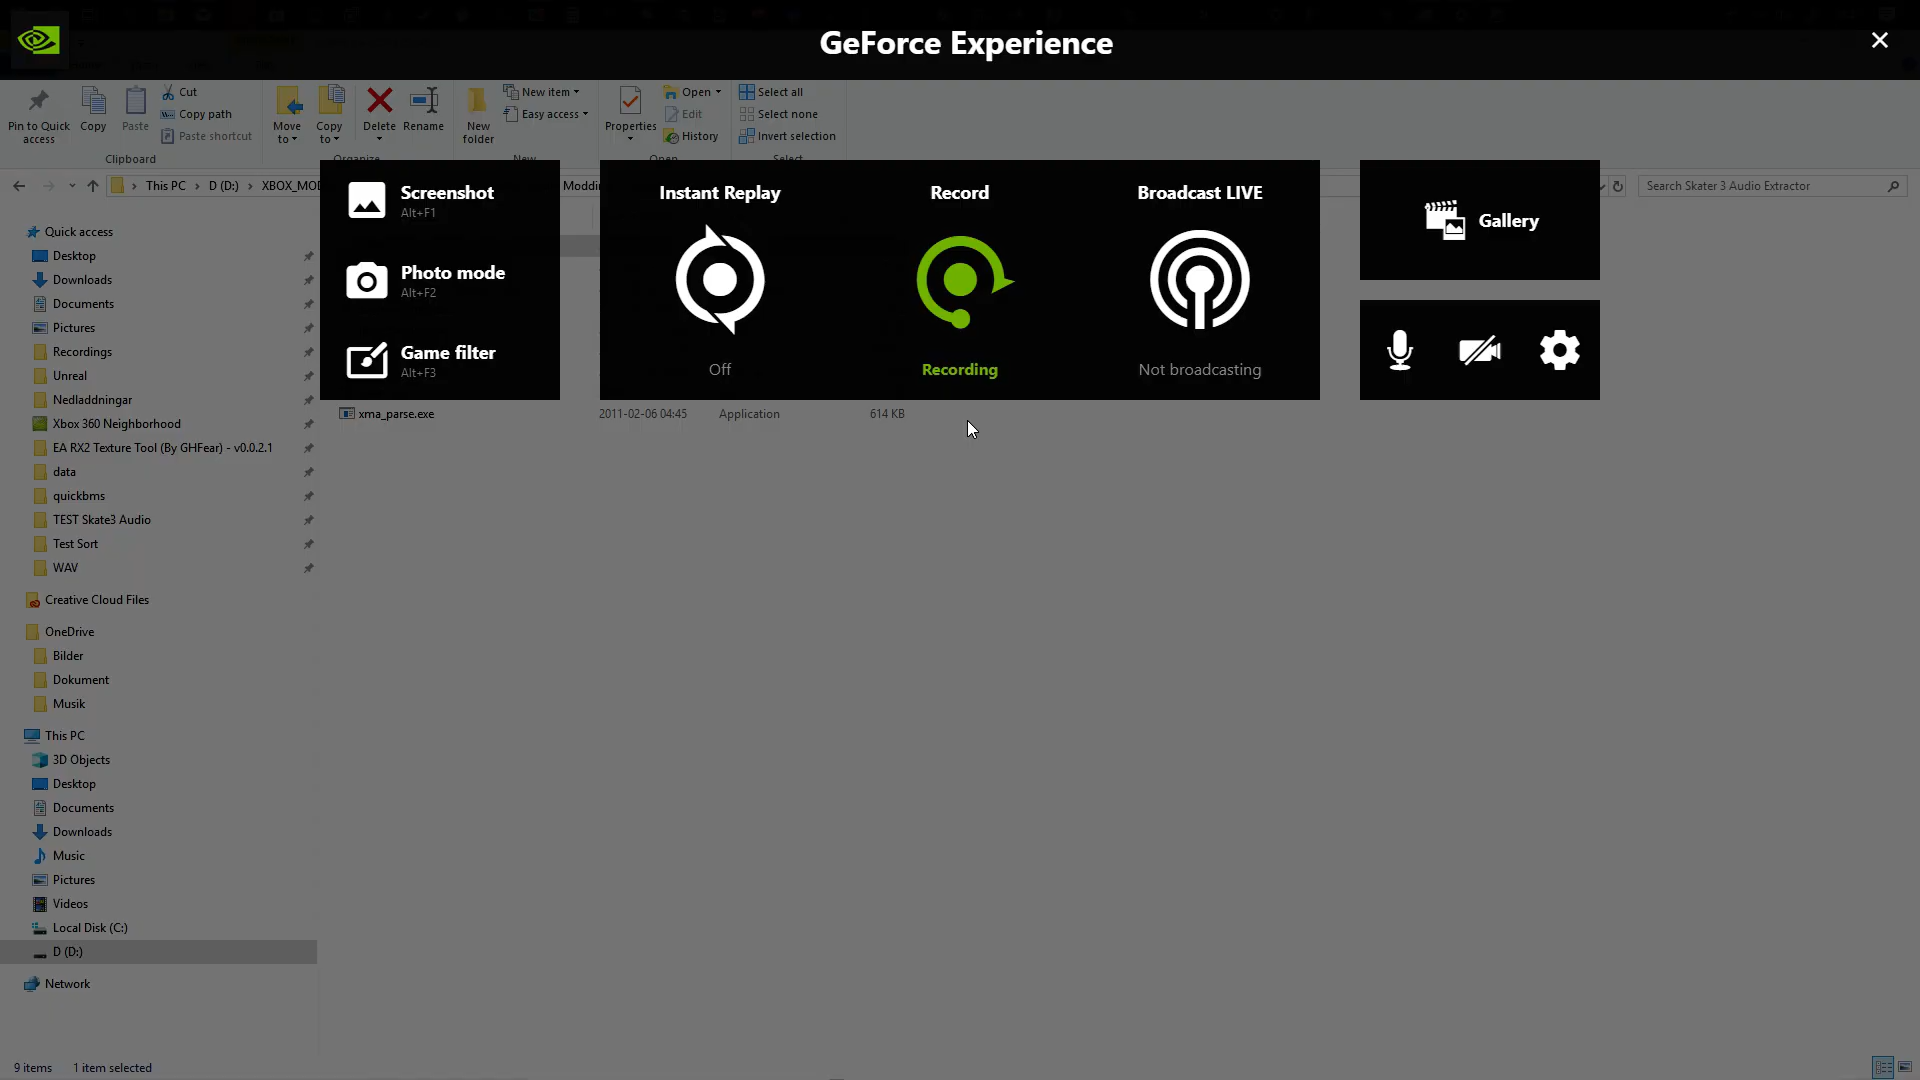 GeForce Experience
Pin to Quick access
Copy
Paste
Cut
Copy path
Paste shortcut
Move to
Copy to
Delete
Rename
New folder
New item
Easy access
Properties
Open
Edit
History
Select all
Select none
Invert selection
Clipboard
Organize
New
Open
Select
This PC
D (D:)
Search Skater 3 Audio Extractor
Screenshot
Alt+F1
Photo mode
Alt+F2
Game filter
Alt+F3
Instant Replay
Off
Record
Recording
Broadcast LIVE
Not broadcasting
Gallery
xma_parse.exe 2011-02-06 04:45 Application 614 KB
Quick access
Desktop
Downloads
Documents
Pictures
Recordings
Unreal
Nedladdningar
Xbox 360 Neighborhood
EA RX2 Texture Tool (By GHFear) - v0.0.2.1
data
quickbms
TEST Skate3 Audio
Test Sort
WAV
Creative Cloud Files
OneDrive
Bilder
Dokument
Musik
This PC
3D Objects
Desktop
Documents
Downloads
Music
Pictures
Videos
Local Disk (C:)
D (D:)
Network
9 items 1 item selected